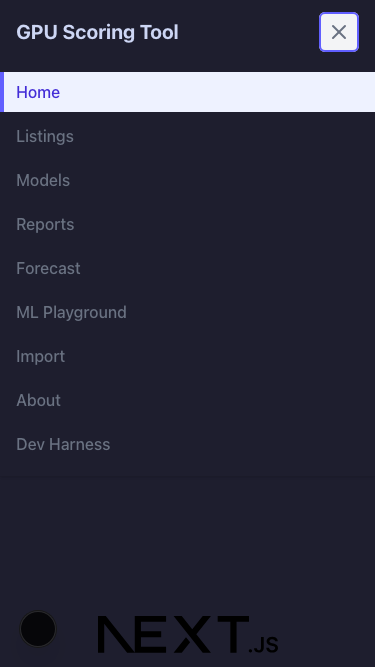 GPU Scoring Tool
Home
Listings
Models
Reports
Forecast
ML Playground
Import
About
Dev Harness
NEXT.JS